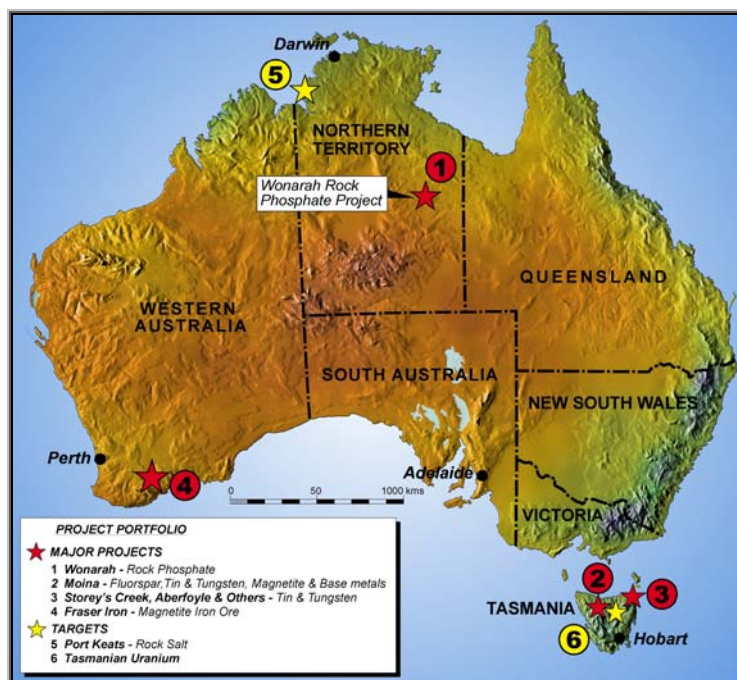 Darwin
5
NORTHERN
TERRITORY
1
Wonarah Rock
Phosphate Project
QUEENSLAND
WESTERN
AUSTRALIA
SOUTH AUSTRALIA
NEW SOUTH WALES
Perth
4
Adelaide
0 50 1000 kms
VICTORIA
PROJECT PORTFOLIO
MAJOR PROJECTS
1 Wonarah - Rock Phosphate
2 Moina - Fluorspar,Tin & Tungsten, Magnetite & Base metals
3 Storey's Creek, Aberfoyle & Others - Tin & Tungsten
4 Fraser Iron - Magnetite Iron Ore
TARGETS
5 Port Keats - Rock Salt
6 Tasmanian Uranium
2
3
TASMANIA
6
Hobart